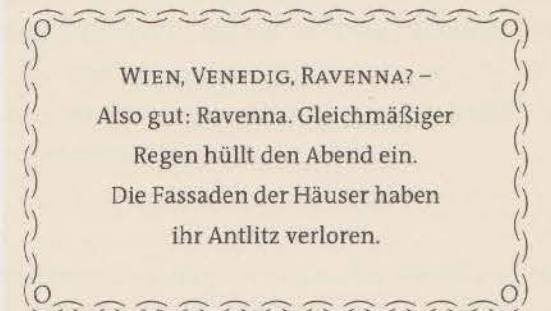 WIEN, VENEDIG, RAVENNA? –
Also gut: Ravenna. Gleichmäßiger
Regen hüllt den Abend ein.
Die Fassaden der Häuser haben
ihr Antlitz verloren.